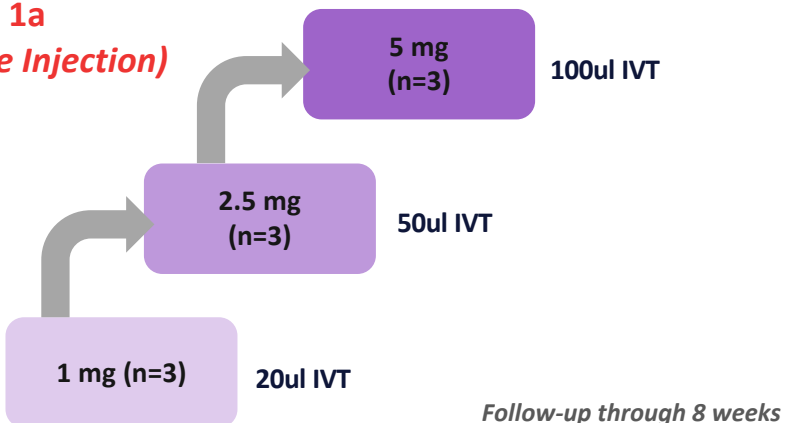 1a
e Injection)
5 mg
(n=3)
100ul IVT
2.5 mg
(n=3)
50ul IVT
1 mg (n=3)
20ul IVT
Follow-up through 8 weeks